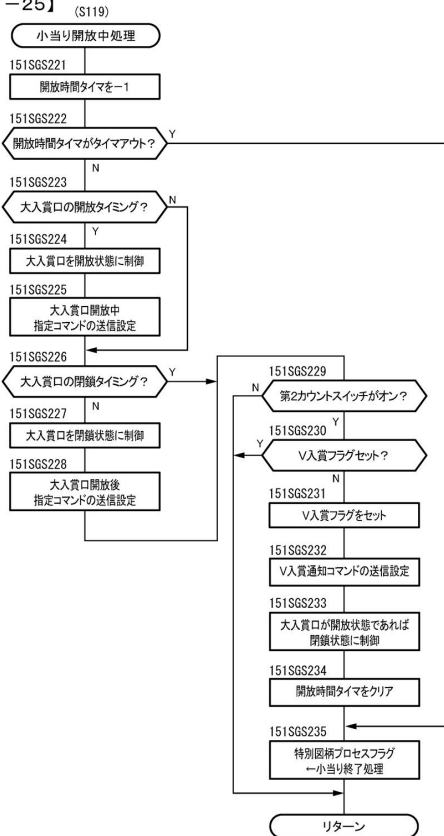 －25】
(S119)
小当り開放中処理
151SGS221
開放時間タイマを－1
151SGS222
開放時間タイマがタイマアウト？
Y
N
151SGS223
大入賞口の開放タイミング？
N
Y
151SGS224
大入賞口を開放状態に制御
151SGS225
大入賞口開放中
指定コマンドの送信設定
151SGS226
大入賞口の閉鎖タイミング？
Y
N
151SGS227
大入賞口を閉鎖状態に制御
151SGS228
大入賞口開放後
指定コマンドの送信設定
151SGS229
第2カウントスイッチがオン？
N
Y
151SGS230
V入賞フラグセット？
Y
N
151SGS231
V入賞フラグをセット
151SGS232
V入賞通知コマンドの送信設定
151SGS233
大入賞口が開放状態であれば
閉鎖状態に制御
151SGS234
開放時間タイマをクリア
151SGS235
特別図柄プロセスフラグ
←小当り終了処理
リターン